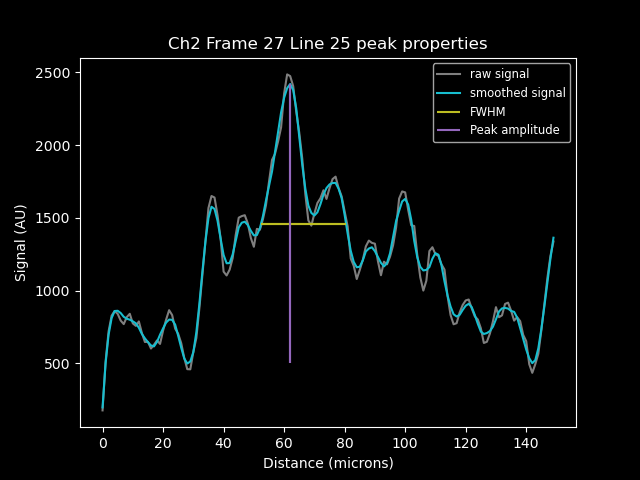 Ch2 Frame 27 Line 25 peak properties
raw signal
smoothed signal
FWHM
Peak amplitude
Signal (AU)
2500
2000
1500
1000
500
0 20 40 60 80 100 120 140
Distance (microns)